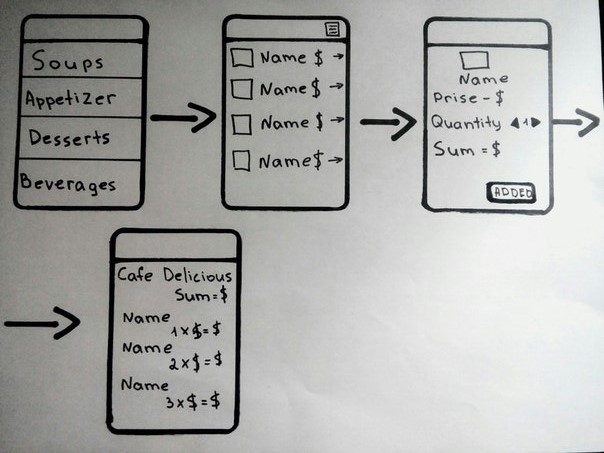 Soups
Appetizer
Desserts
Beverages
Name $
Name $
Name $
Name $
Name
Prise - $
Quantity 1
Sum = $
ADDED
Cafe Delicious
Sum = $
Name
1 x $ = $
Name
2 x $ = $
Name
3 x $ = $